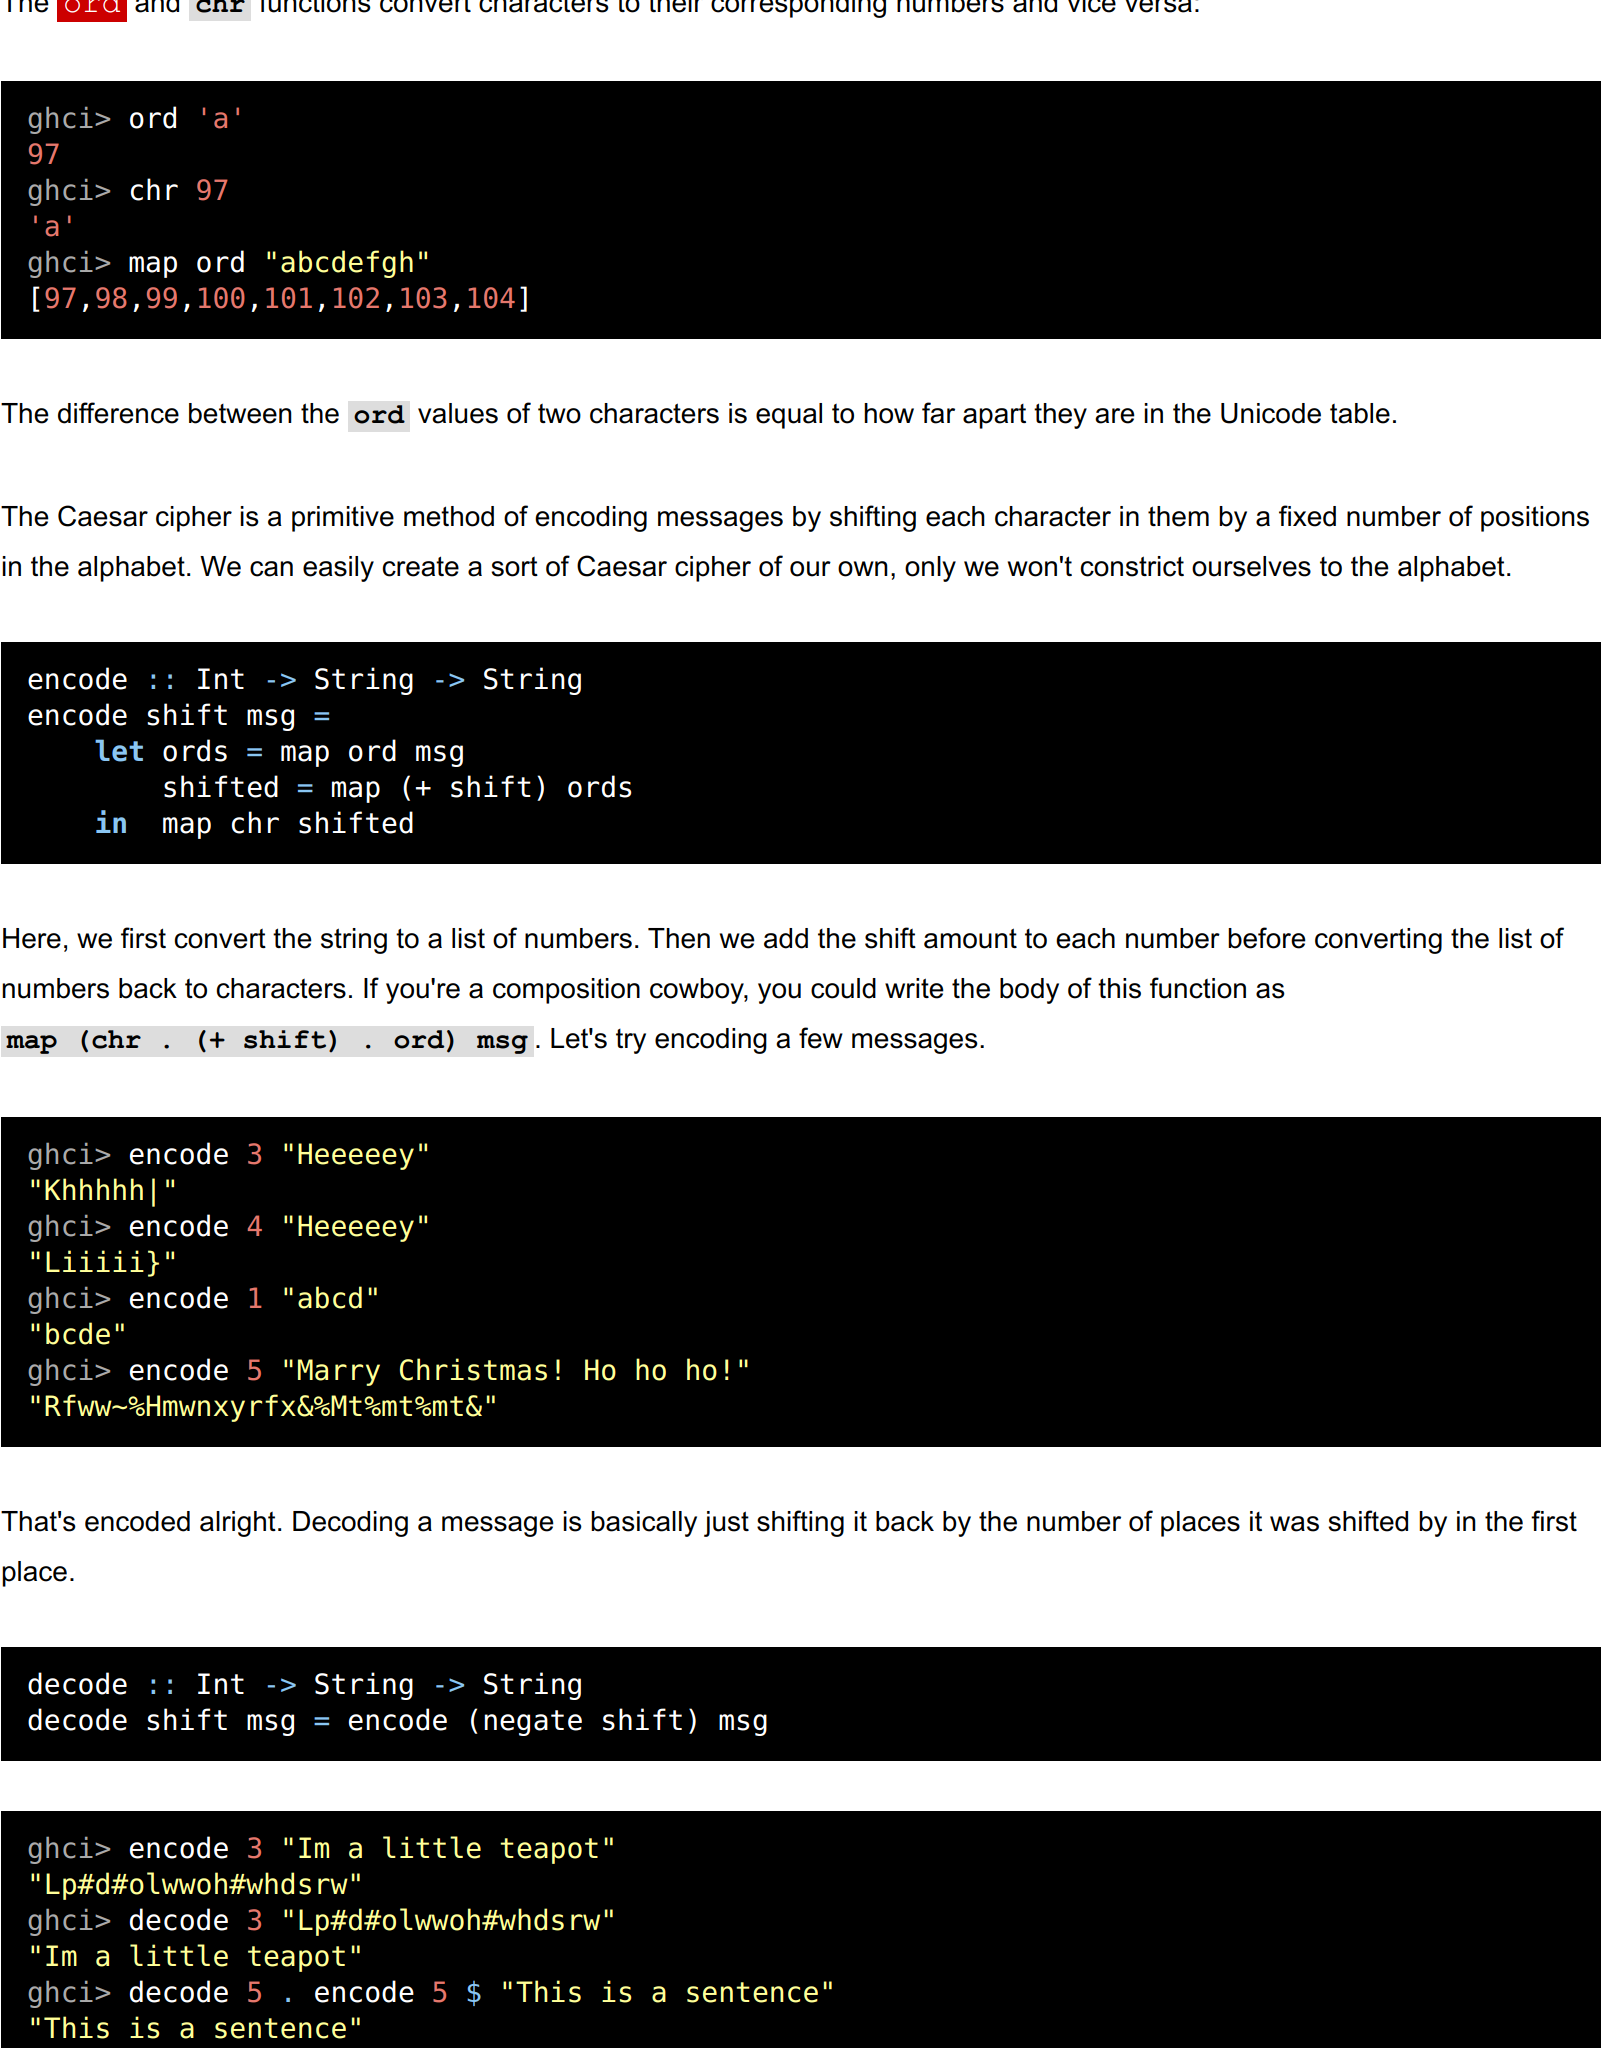 The ord and chr functions convert characters to their corresponding numbers and vice versa:
ghci> ord 'a'
97
ghci> chr 97
'a'
ghci> map ord "abcdefgh"
[97,98,99,100,101,102,103,104]
The difference between the ord values of two characters is equal to how far apart they are in the Unicode table.
The Caesar cipher is a primitive method of encoding messages by shifting each character in them by a fixed number of positions
in the alphabet. We can easily create a sort of Caesar cipher of our own, only we won't constrict ourselves to the alphabet.
encode :: Int -> String -> String
encode shift msg =
    let ords = map ord msg
        shifted = map (+ shift) ords
    in  map chr shifted
Here, we first convert the string to a list of numbers. Then we add the shift amount to each number before converting the list of
numbers back to characters. If you're a composition cowboy, you could write the body of this function as
map (chr . (+ shift) . ord) msg. Let's try encoding a few messages.
ghci> encode 3 "Heeeeey"
"Khhhhh|"
ghci> encode 4 "Heeeeey"
"Liiiii}"
ghci> encode 1 "abcd"
"bcde"
ghci> encode 5 "Marry Christmas! Ho ho ho!"
"Rfww~%Hmwnxyrfx&%Mt%mt%mt&"
That's encoded alright. Decoding a message is basically just shifting it back by the number of places it was shifted by in the first
place.
decode :: Int -> String -> String
decode shift msg = encode (negate shift) msg
ghci> encode 3 "Im a little teapot"
"Lp#d#olwwoh#whdsrw"
ghci> decode 3 "Lp#d#olwwoh#whdsrw"
"Im a little teapot"
ghci> decode 5 . encode 5 $ "This is a sentence"
"This is a sentence"